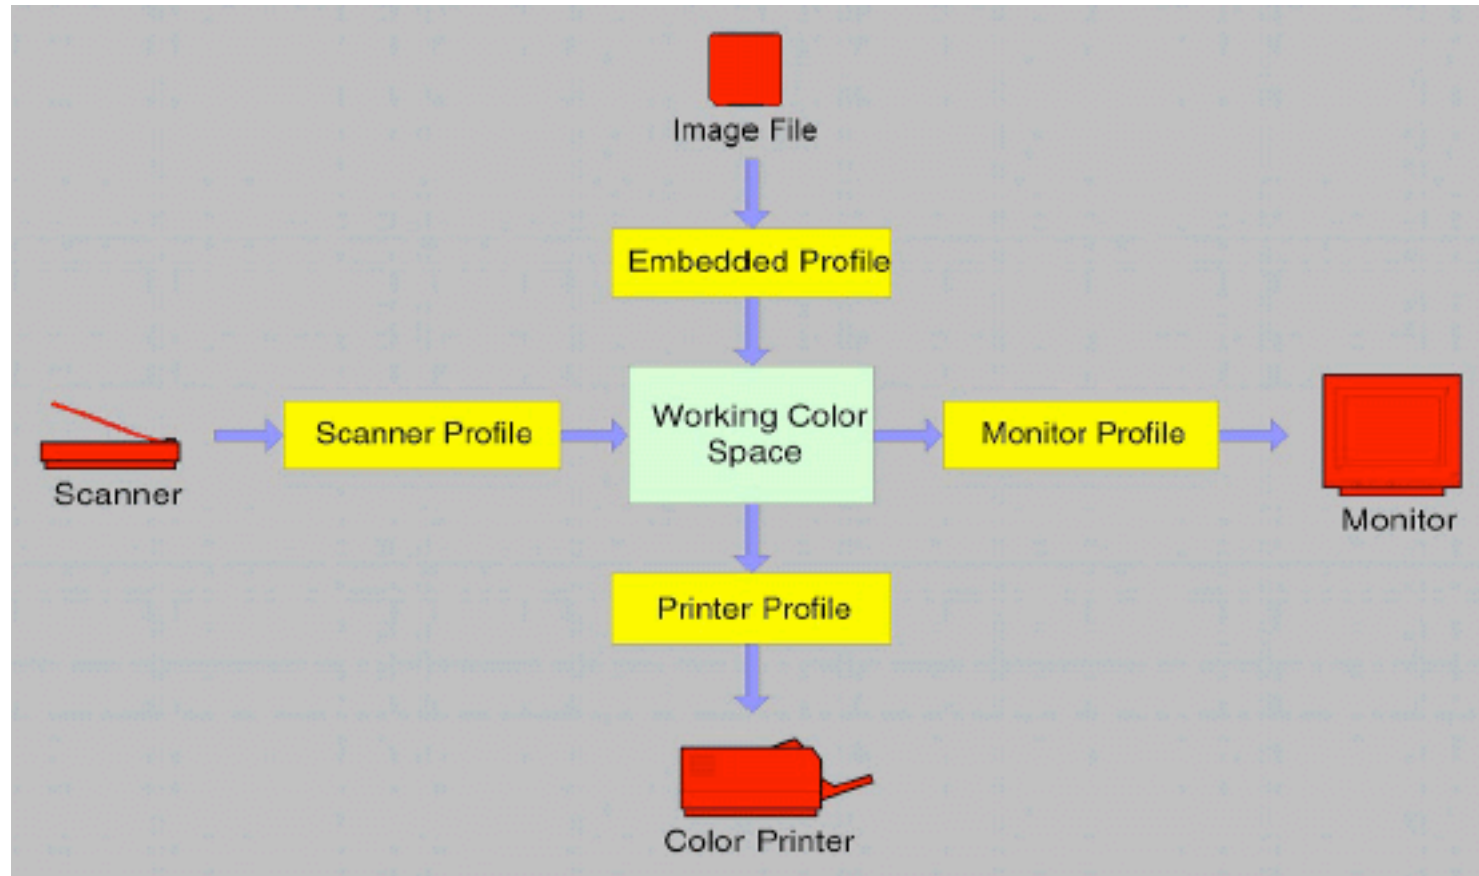 Image File
Embedded Profile
Scanner Profile
Working Color
Space
Monitor Profile
Scanner
Monitor
Printer Profile
Color Printer